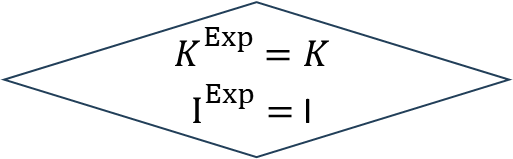 K^Exp = K
I^Exp = I